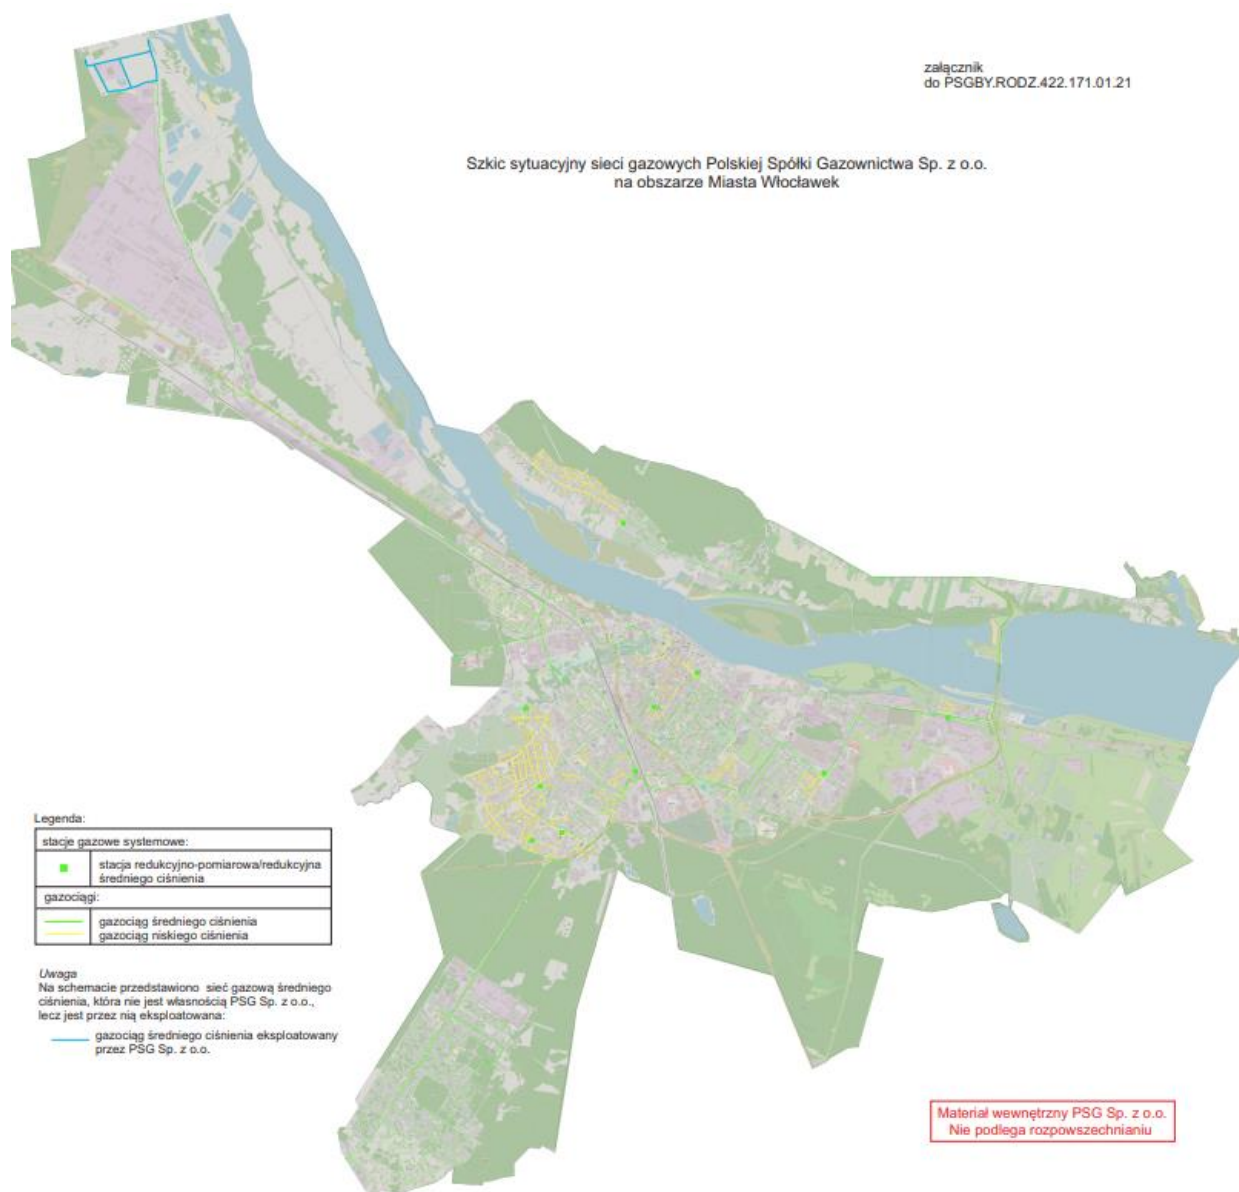 załącznik
do PSGBY.RODZ.422.171.01.21
Szkic sytuacyjny sieci gazowych Polskiej Spółki Gazownictwa Sp. z o.o.
na obszarze Miasta Włocławek
Legenda:
stacje gazowe systemowe:
stacja redukcyjno-pomiarowa/redukcyjna
średniego ciśnienia
gazociągi:
gazociąg średniego ciśnienia
gazociąg niskiego ciśnienia
Uwaga
Na schemacie przedstawiono sieć gazową średniego
ciśnienia, która nie jest własnością PSG Sp. z o.o.,
lecz jest przez nią eksploatowana:
gazociąg średniego ciśnienia eksploatowany
przez PSG Sp. z o.o.
Materiał wewnętrzny PSG Sp. z o.o.
Nie podlega rozpowszechnianiu